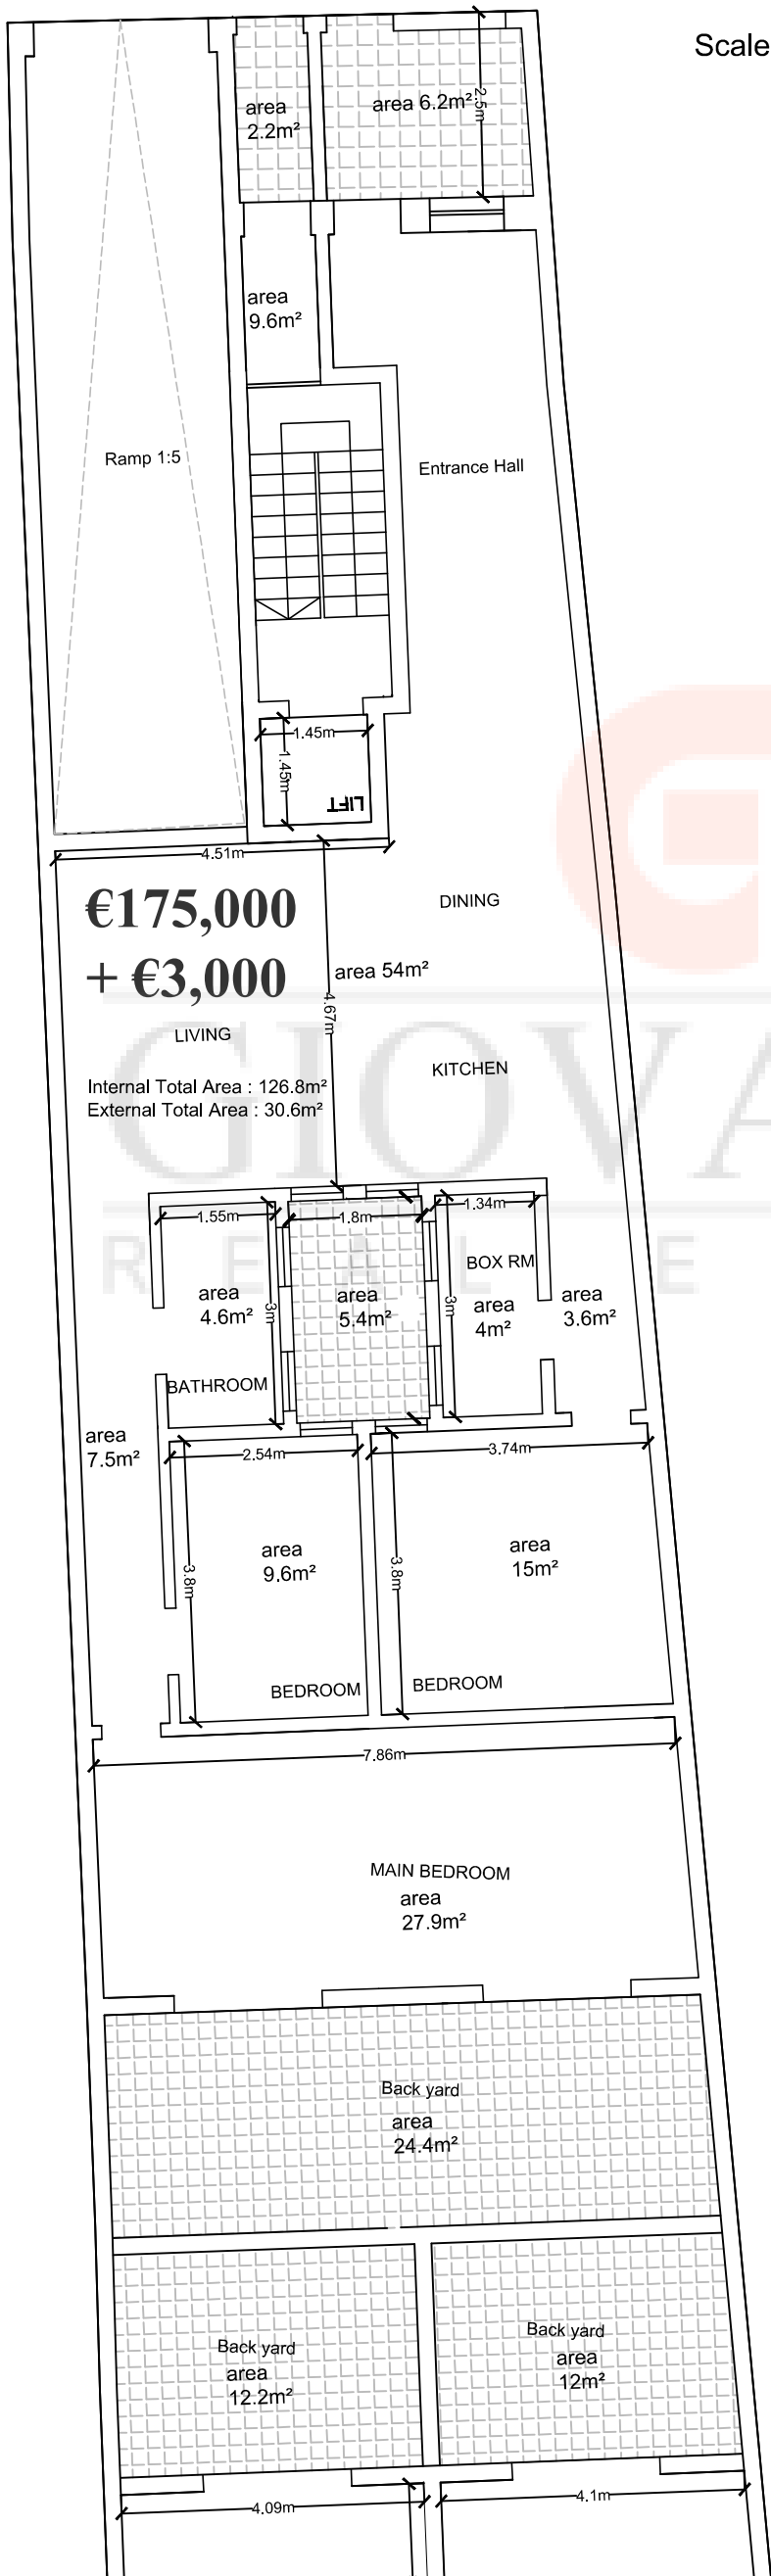 Scale
area
2.2m²
area 6.2m²
2.5m
area
9.6m²
Ramp 1:5
Entrance Hall
1.45m
1.45m
LIFT
4.51m
€175,000
+ €3,000
DINING
area 54m²
4.67m
LIVING
KITCHEN
Internal Total Area : 126.8m²
External Total Area : 30.6m²
GIOVA
R E A L E
1.55m
1.8m
1.34m
BOX RM
area
4.6m²
3m
area
5.4m²
3m
area
4m²
area
3.6m²
BATHROOM
area
7.5m²
2.54m
3.74m
area
9.6m²
3.8m
3.8m
area
15m²
BEDROOM
BEDROOM
7.86m
MAIN BEDROOM
area
27.9m²
Back yard
area
24.4m²
Back yard
area
12.2m²
Back yard
area
12m²
4.09m
4.1m